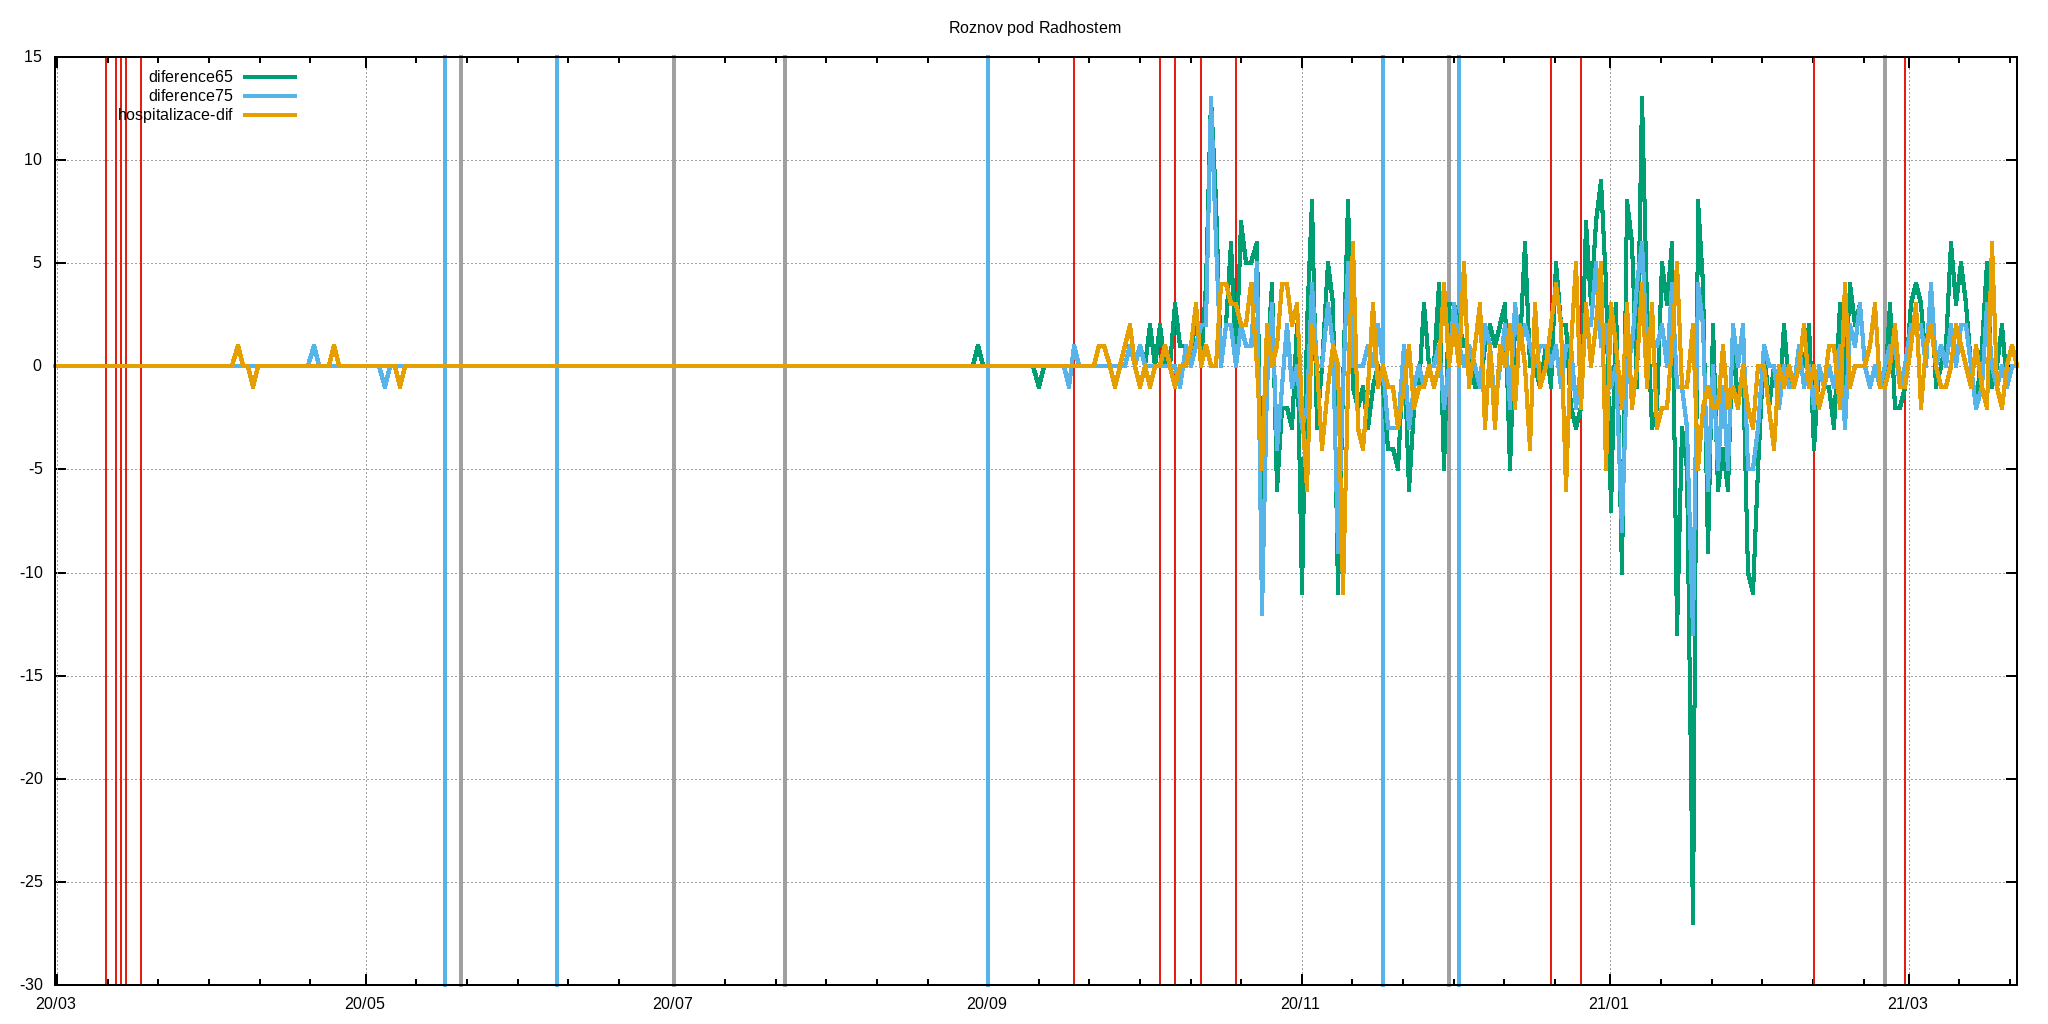 Roznov pod Radhostem
15
diference65
diference75
hospitalizace-dif
10
5
0
-5
-10
-15
-20
-25
-30
20/03 20/05 20/07 20/09 20/11 21/01 21/03